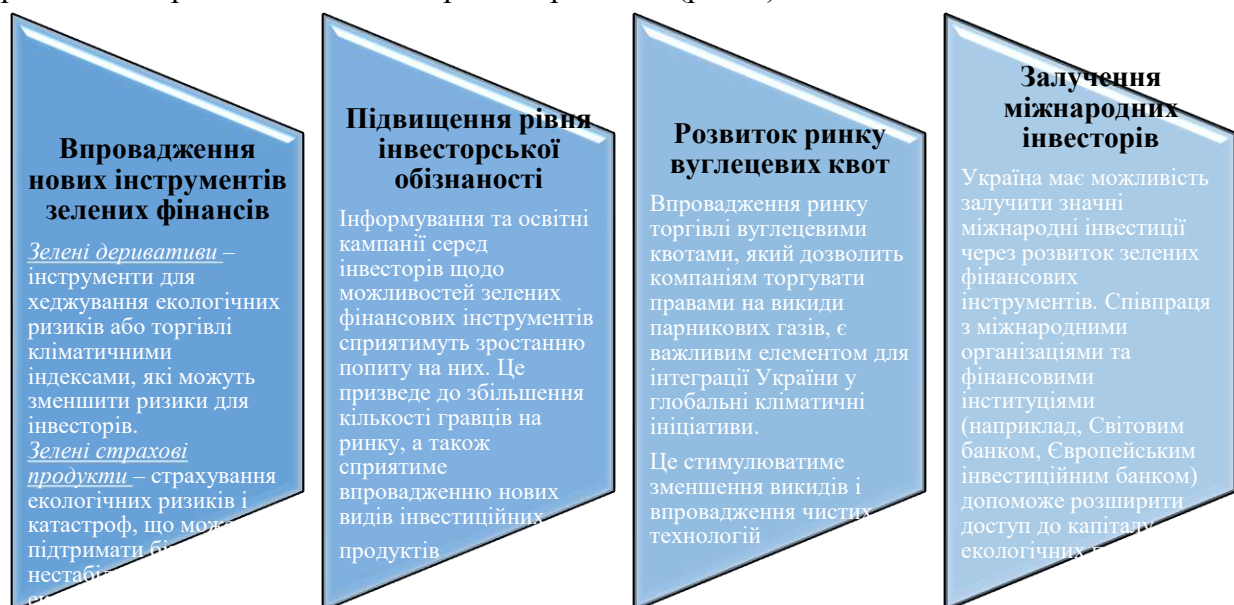 Впровадження
нових інструментів
зелених фінансів
Зелені деривативи –
інструменти для
хеджування екологічних
ризиків або торгівлі
кліматичними
індексами, які можуть
зменшити ризики для
інвесторів.
Зелені страхові
продукти – страхування
екологічних ризиків і
катастроф, що
підтримати
Підвищення рівня
інвесторської
обізнаності
Інформування та освітні
кампанії серед
інвесторів щодо
можливостей зелених
фінансових інструментів
сприятимуть зростанню
попиту на них. Це
призведе до збільшення
кількості гравців на
ринку, а також
сприятиме
впровадженню нових
видів інвестиційних
продуктів
Розвиток ринку
вуглецевих квот
Впровадження ринку
торгівлі вуглецевими
квотами, який дозволить
компаніям торгувати
правами на викиди
парникових газів, є
важливим елементом для
інтеграції України у
глобальні кліматичні
ініціативи.
Це стимулюватиме
зменшення викидів і
впровадження чистих
технологій
Залучення
міжнародних
інвесторів
Україна має можливість
залучити значні
міжнародні інвестиції
через розвиток зелених
фінансових
інструментів. Співпраця
з міжнародними
організаціями та
фінансовими
інституціями
(наприклад, Світовим
банком, Європейським
інвестиційним банком)
допоможе розширити
доступ до капіталу
екологічних